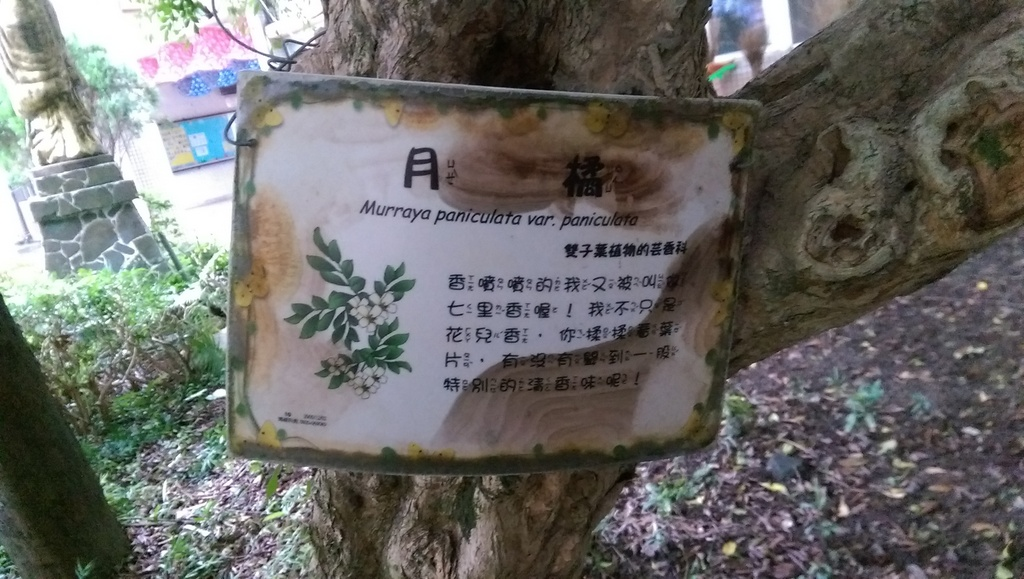 月 橘
Murraya paniculata var. paniculata
雙子葉植物的芸香科
香噴噴的我又被叫做
七里香喔！我不只是
花兒香，你揉揉看葉
片，有沒有聞到一股
特別的清香味呢！